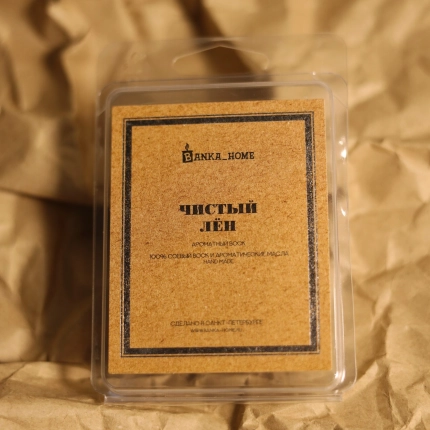 BANKA_HOME
ЧИСТЫЙ
ЛЁН
АРОМАТНЫЙ ВОСК
100% СОЕВЫЙ ВОСК И АРОМАТИЧЕСКИЕ МАСЛА
HAND MADE
СДЕЛАНО В САНКТ-ПЕТЕРБУРГЕ